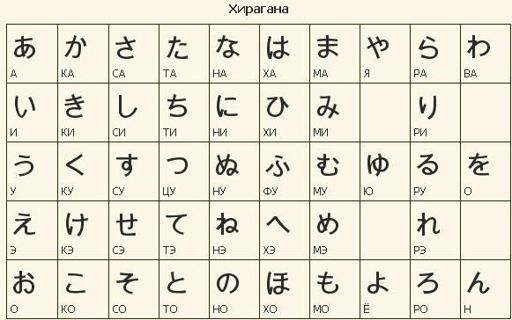 Хирагана
あ か さ た な は ま や ら わ
А КА СА ТА НА ХА МА Я РА ВА
い き し ち に ひ み り
И КИ СИ ТИ НИ ХИ МИ РИ
う く す つ ぬ ふ む ゆ る を
У КУ СУ ЦУ НУ ФУ МУ Ю РУ О
え け せ て ね へ め れ
Э КЭ СЭ ТЭ НЭ ХЭ МЭ РЭ
お こ そ と の ほ も よ ろ ん
О КО СО ТО НО ХО МО Ё РО Н